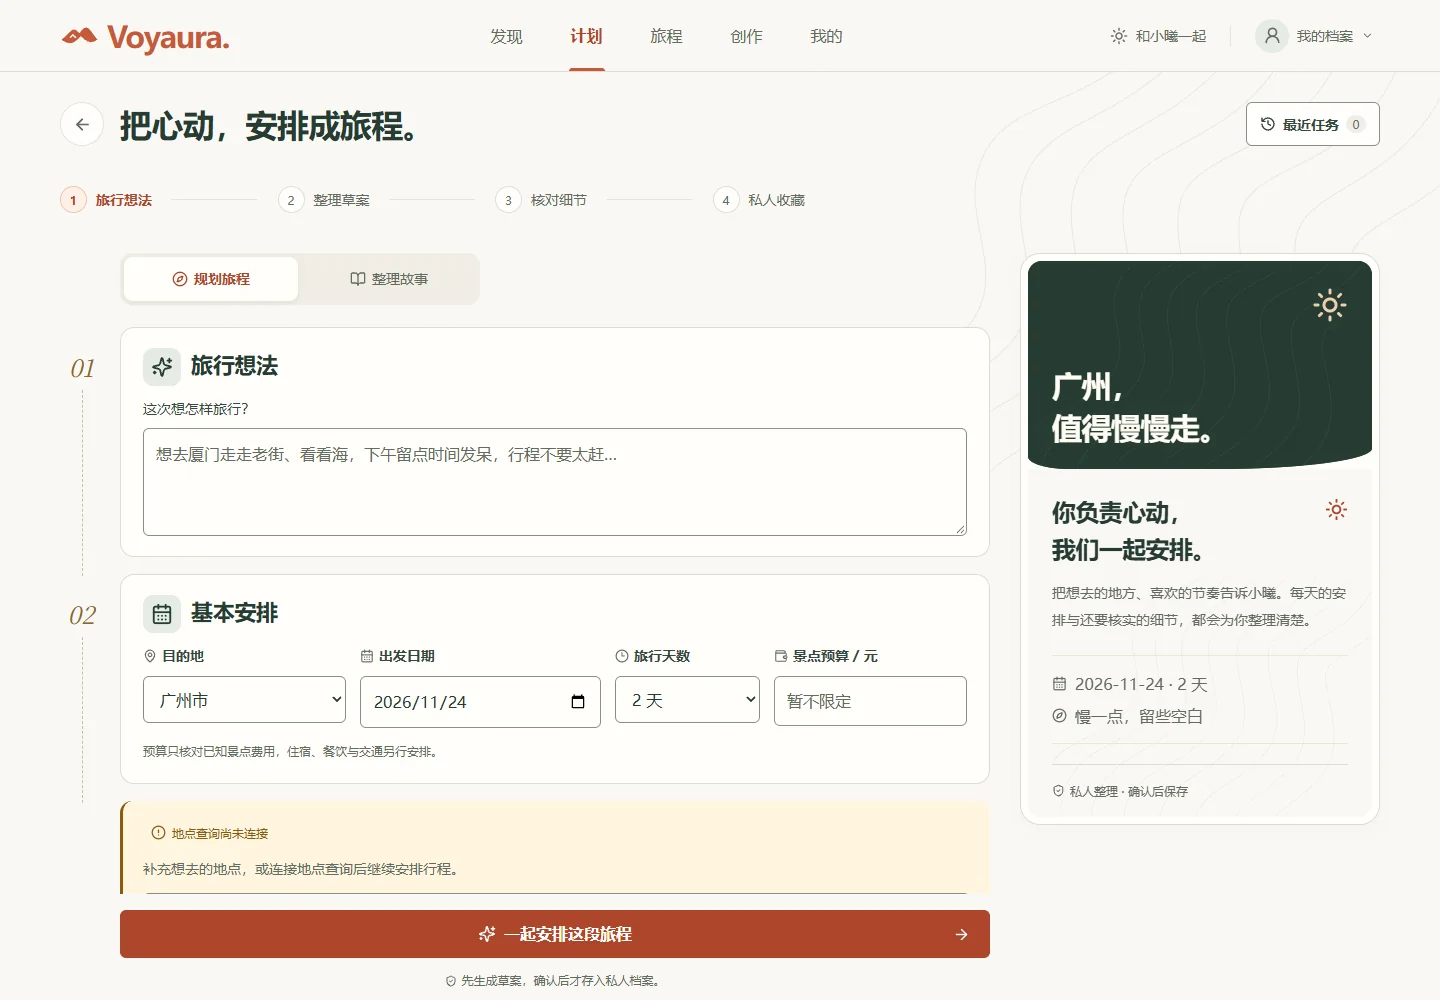 Voyaura.
发现
计划
旅程
创作
我的
和小曦一起
我的档案
把心动，安排成旅程。
最近任务 0
1 旅行想法
2 整理草案
3 核对细节
4 私人收藏
规划旅程
整理故事
01
旅行想法
这次想怎样旅行？
想去厦门走走老街、看看海，下午留点时间发呆，行程不要太赶...
02
基本安排
目的地
出发日期
旅行天数
景点预算 / 元
广州市
2026/11/24
2 天
暂不限定
预算只核对已知景点费用，住宿、餐饮与交通另行安排。
地点查询尚未连接
补充想去的地点，或连接地点查询后继续安排行程。
一起安排这段旅程
先生成草案，确认后才存入私人档案。
广州，
值得慢慢走。
你负责心动，
我们一起安排。
把想去的地方、喜欢的节奏告诉小曦。每天的安
排与还要核实的细节，都会为你整理清楚。
2026-11-24 · 2 天
慢一点，留些空白
私人整理 · 确认后保存